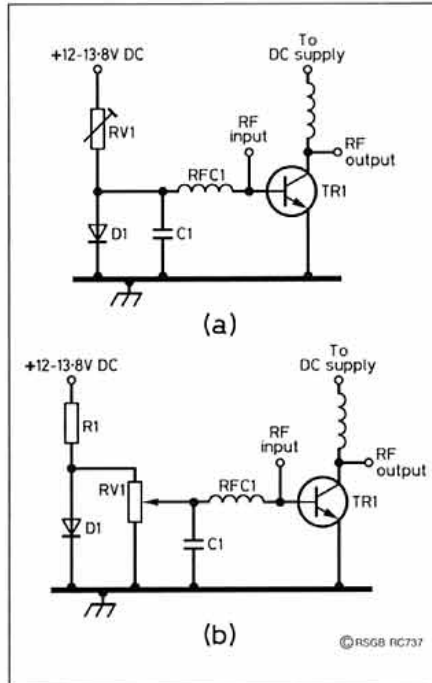 +12-13·8V DC
To
DC supply
RV1
RF
input
RFC1
RF
output
TR1
D1
C1
(a)
+12-13·8V DC
To
DC supply
R1
RF
input
RF
output
RV1
RFC1
TR1
D1
C1
(b)
©RSGB RC737